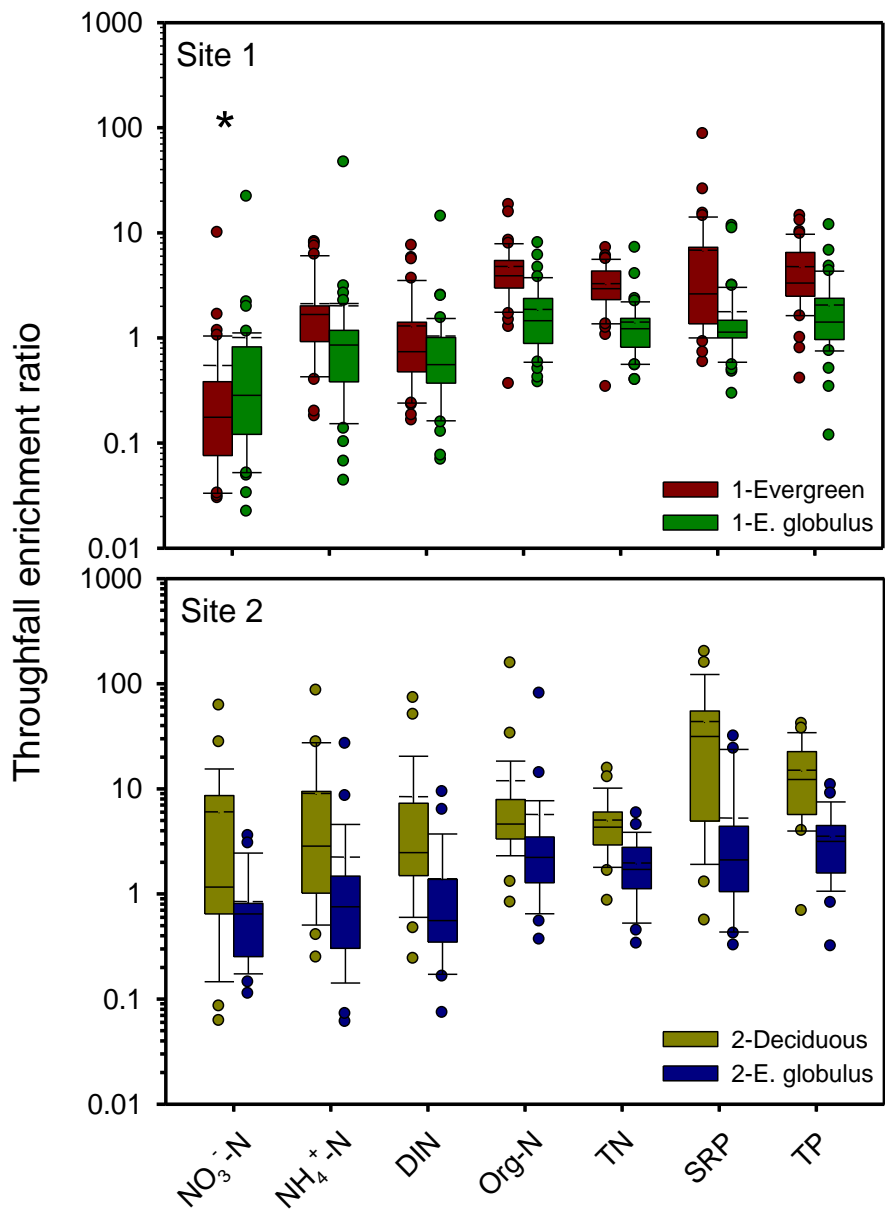 Throughfall enrichment ratio
1000
100
10
1
0.1
0.01
Site 1
*
1-Evergreen
1-E. globulus
1000
100
10
1
0.1
0.01
Site 2
2-Deciduous
2-E. globulus
NO₃⁻-N
NH₄⁺-N
DIN
Org-N
TN
SRP
TP